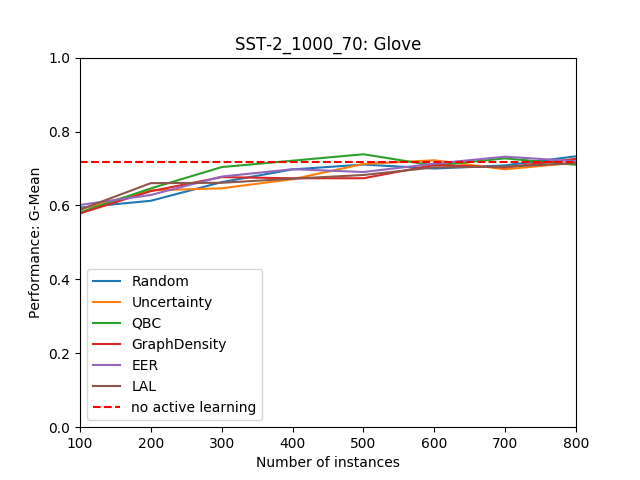 SST-2_1000_70: Glove
1.0
0.8
0.6
0.4
0.2
0.0
Performance: G-Mean
Random
Uncertainty
QBC
GraphDensity
EER
LAL
no active learning
100 200 300 400 500 600 700 800
Number of instances